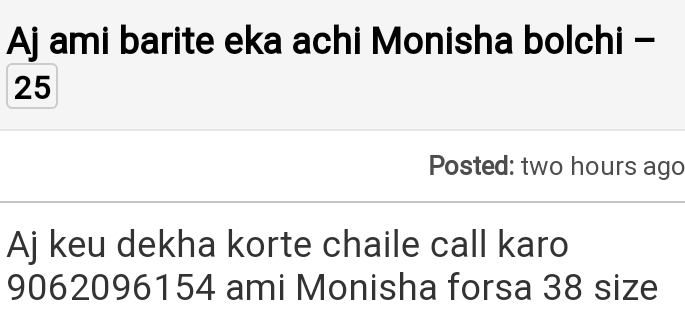 Aj ami barite eka achi Monisha bolchi –
25
Posted: two hours ago
Aj keu dekha korte chaile call karo
9062096154 ami Monisha forsa 38 size